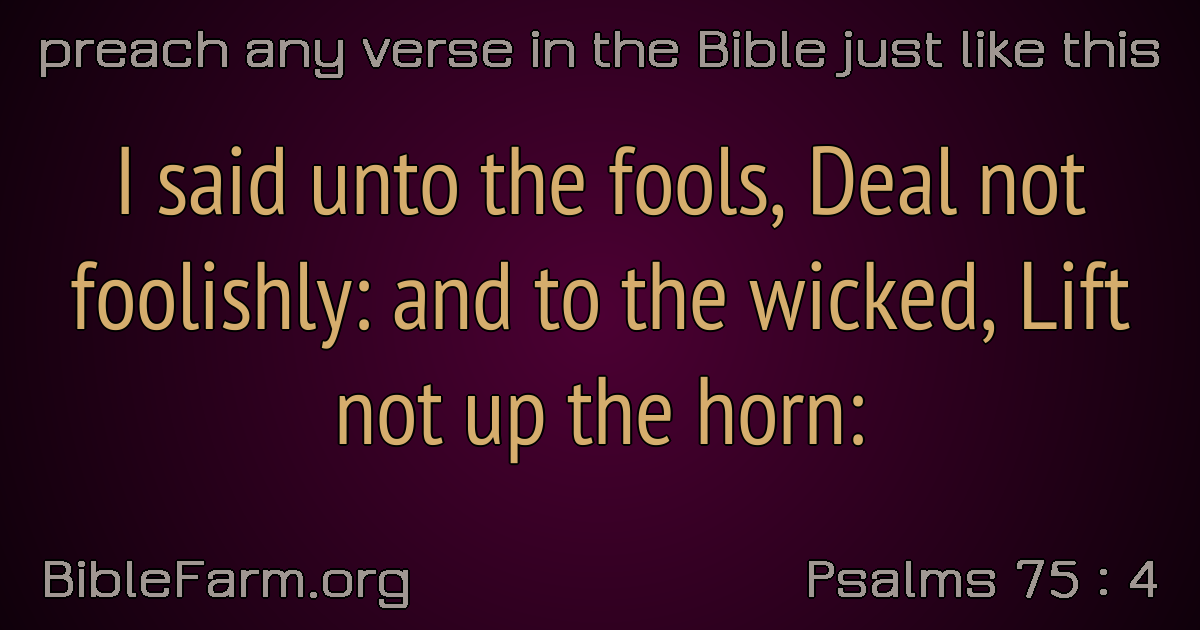 preach any verse in the Bible just like this
I said unto the fools, Deal not
foolishly: and to the wicked, Lift
not up the horn:
BibleFarm.org
Psalms 75 : 4